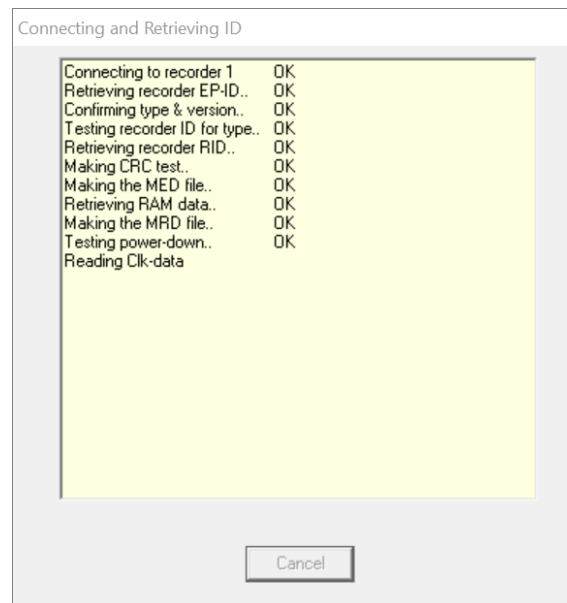 Connecting and Retrieving ID
Connecting to recorder 1 OK
Retrieving recorder EP-ID.. OK
Confirming type & version.. OK
Testing recorder ID for type.. OK
Retrieving recorder RID.. OK
Making CRC test.. OK
Making the MED file.. OK
Retrieving RAM data.. OK
Making the MRD file.. OK
Testing power-down.. OK
Reading Clk-data
Cancel